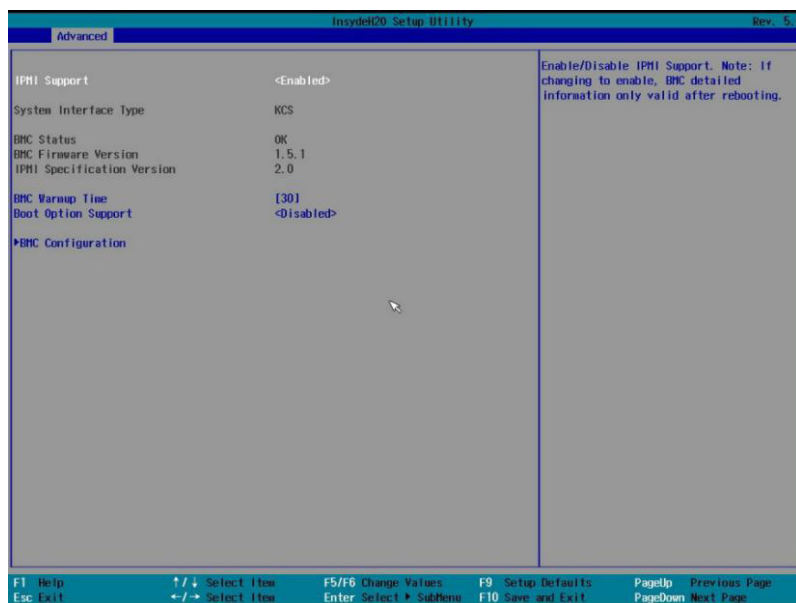 InsydeH20 Setup Utility Rev. 5.
Advanced
IPMI Support <Enabled>
System Interface Type KCS
BMC Status OK
BMC Firmware Version 1.5.1
IPMI Specification Version 2.0
BMC Warmup Time [30]
Boot Option Support <Disabled>
▶BMC Configuration
Enable/Disable IPMI Support. Note: If
changing to enable, BMC detailed
information only valid after rebooting.
F1 Help ↑/↓ Select Item F5/F6 Change Values F9 Setup Defaults PageUp Previous Page
Esc Exit ←/→ Select Item Enter Select ▶ SubMenu F10 Save and Exit PageDown Next Page